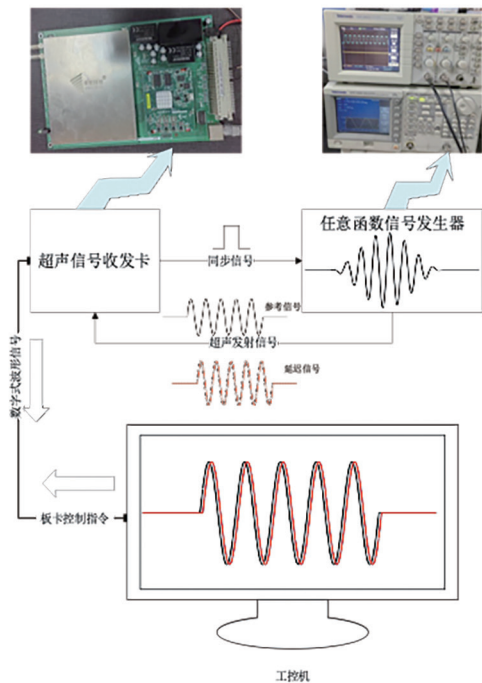 超声信号收发卡
任意函数信号发生器
同步信号
参考信号
超声发射信号
延迟信号
数字式波形信号
板卡控制指令
工控机